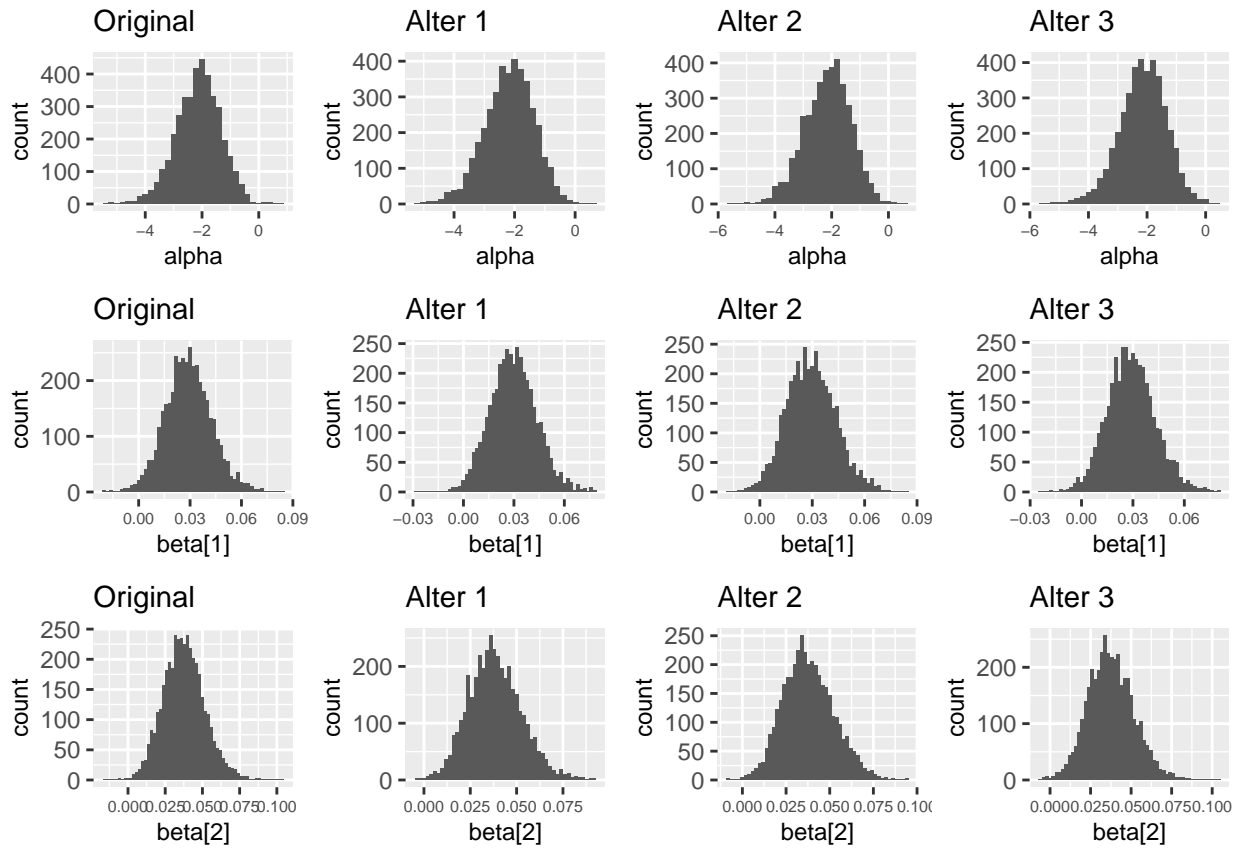 Original Alter 1 Alter 2 Alter 3
400 400 400 400
300 300 300 300
200 200 200 200
100 100 100 100
0 0 0 0
count count count count
−4 −2 0 −4 −2 0 −6 −4 −2 0 −6 −4 −2 0
alpha alpha alpha alpha
Original Alter 1 Alter 2 Alter 3
250 250 250
200 200 200 200
150 150 150
100 100 100 100
50 50 50
0 0 0 0
count count count count
0.00 0.03 0.06 0.09 −0.03 0.00 0.03 0.06 0.00 0.03 0.06 0.09 −0.03 0.00 0.03 0.06
beta[1] beta[1] beta[1] beta[1]
Original Alter 1 Alter 2 Alter 3
250 250
200 200 200 200
150 150
100 100 100 100
50 50
0 0 0 0
count count count count
0.000 0.025 0.050 0.075 0.100 0.000 0.025 0.050 0.075 0.000 0.025 0.050 0.075 0.100 0.000 0.025 0.050 0.075 0.100
beta[2] beta[2] beta[2] beta[2]